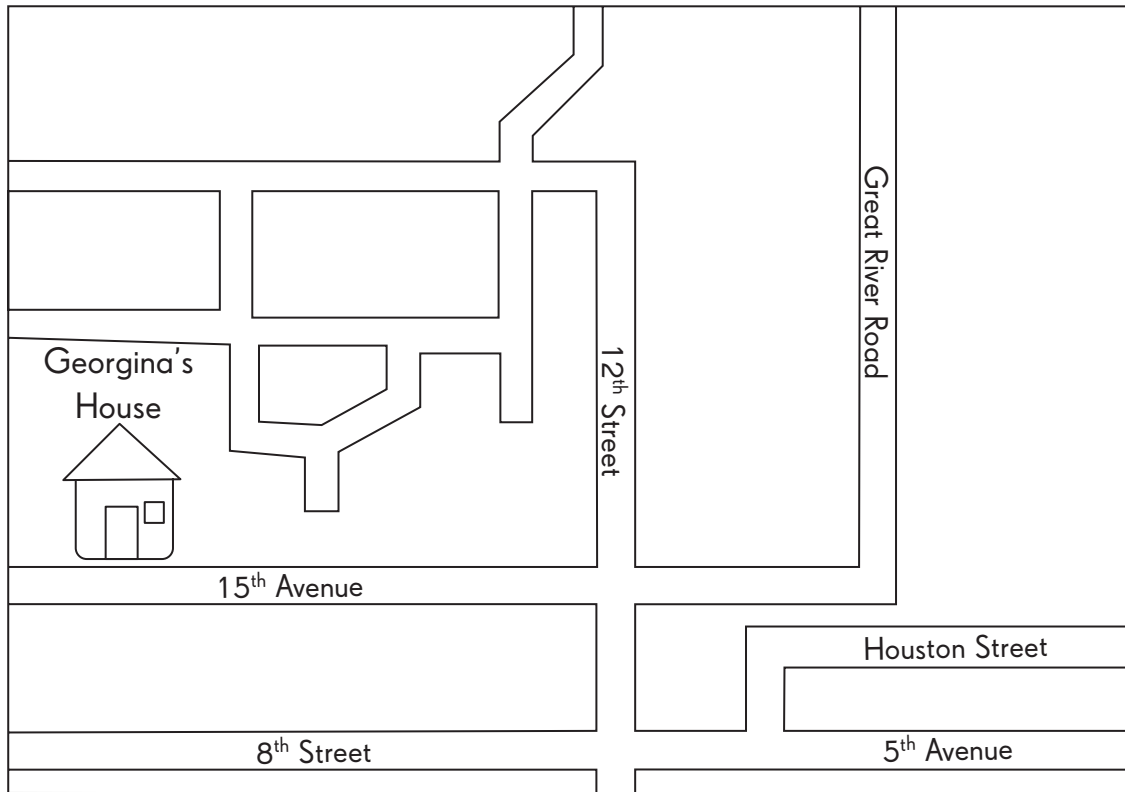 Great River Road
Georgina's
House
12th Street
15th Avenue
Houston Street
8th Street
5th Avenue